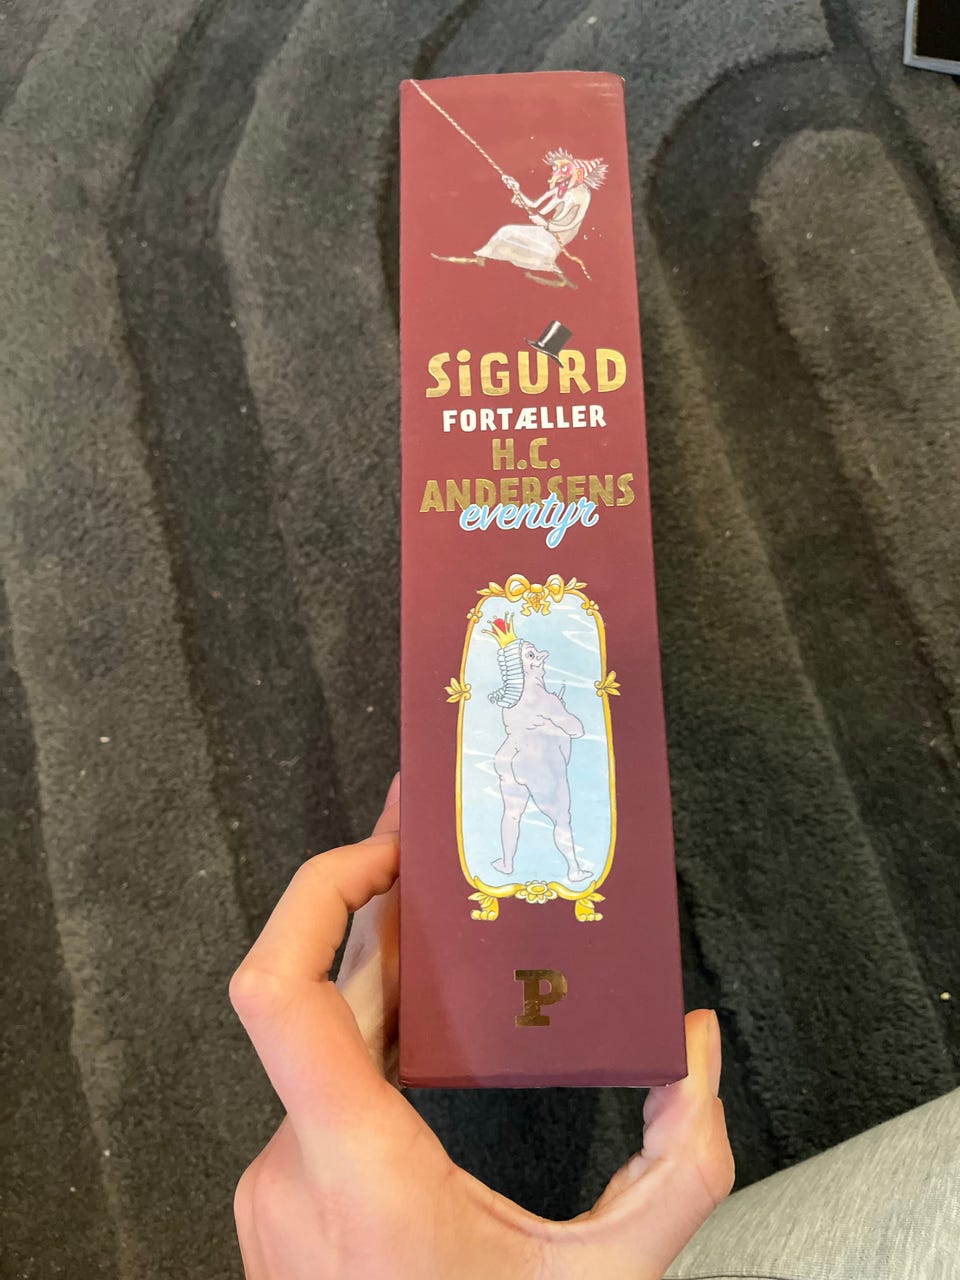 SiGURD
FORTÆLLER
H.C.
ANDERSENS
eventyr
P